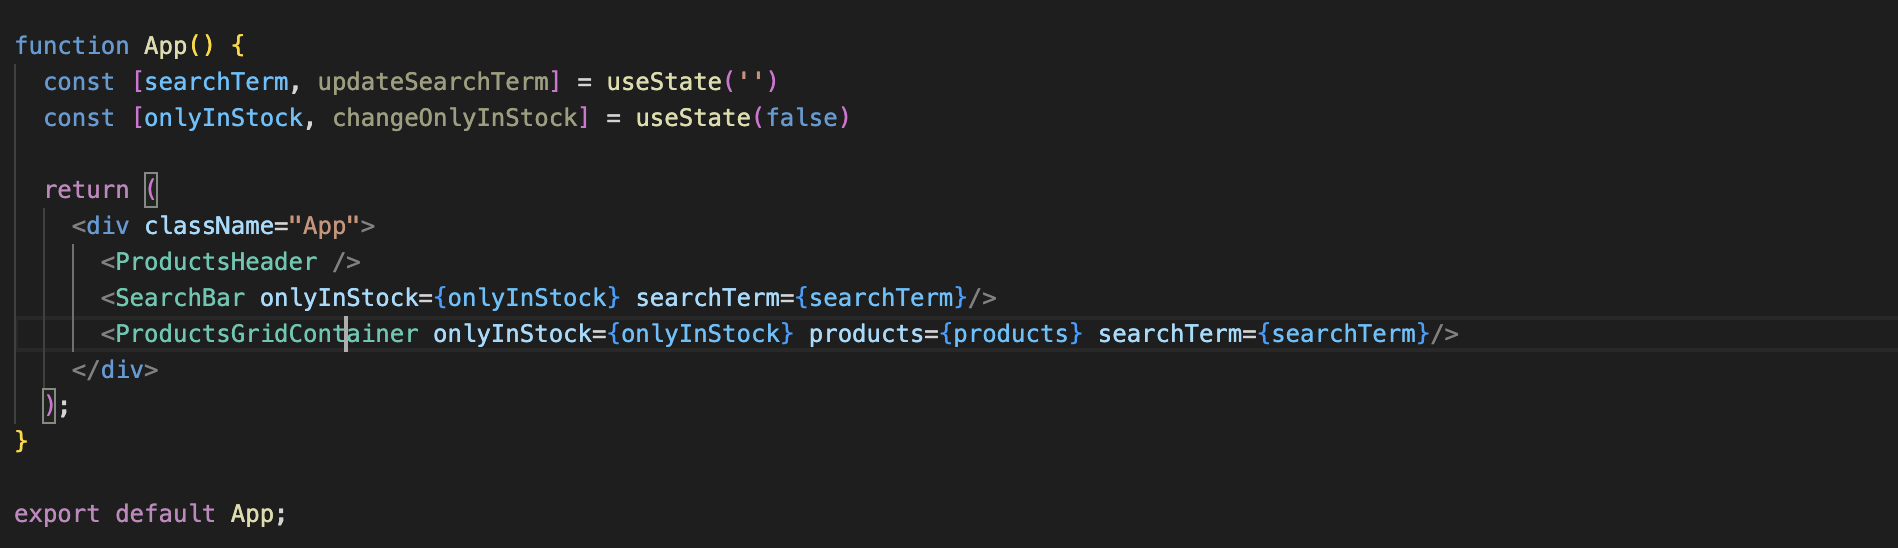 function App() {
  const [searchTerm, updateSearchTerm] = useState('')
  const [onlyInStock, changeOnlyInStock] = useState(false)

  return (
    <div className="App">
      <ProductsHeader />
      <SearchBar onlyInStock={onlyInStock} searchTerm={searchTerm}/>
      <ProductsGridContainer onlyInStock={onlyInStock} products={products} searchTerm={searchTerm}/>
    </div>
  );
}

export default App;